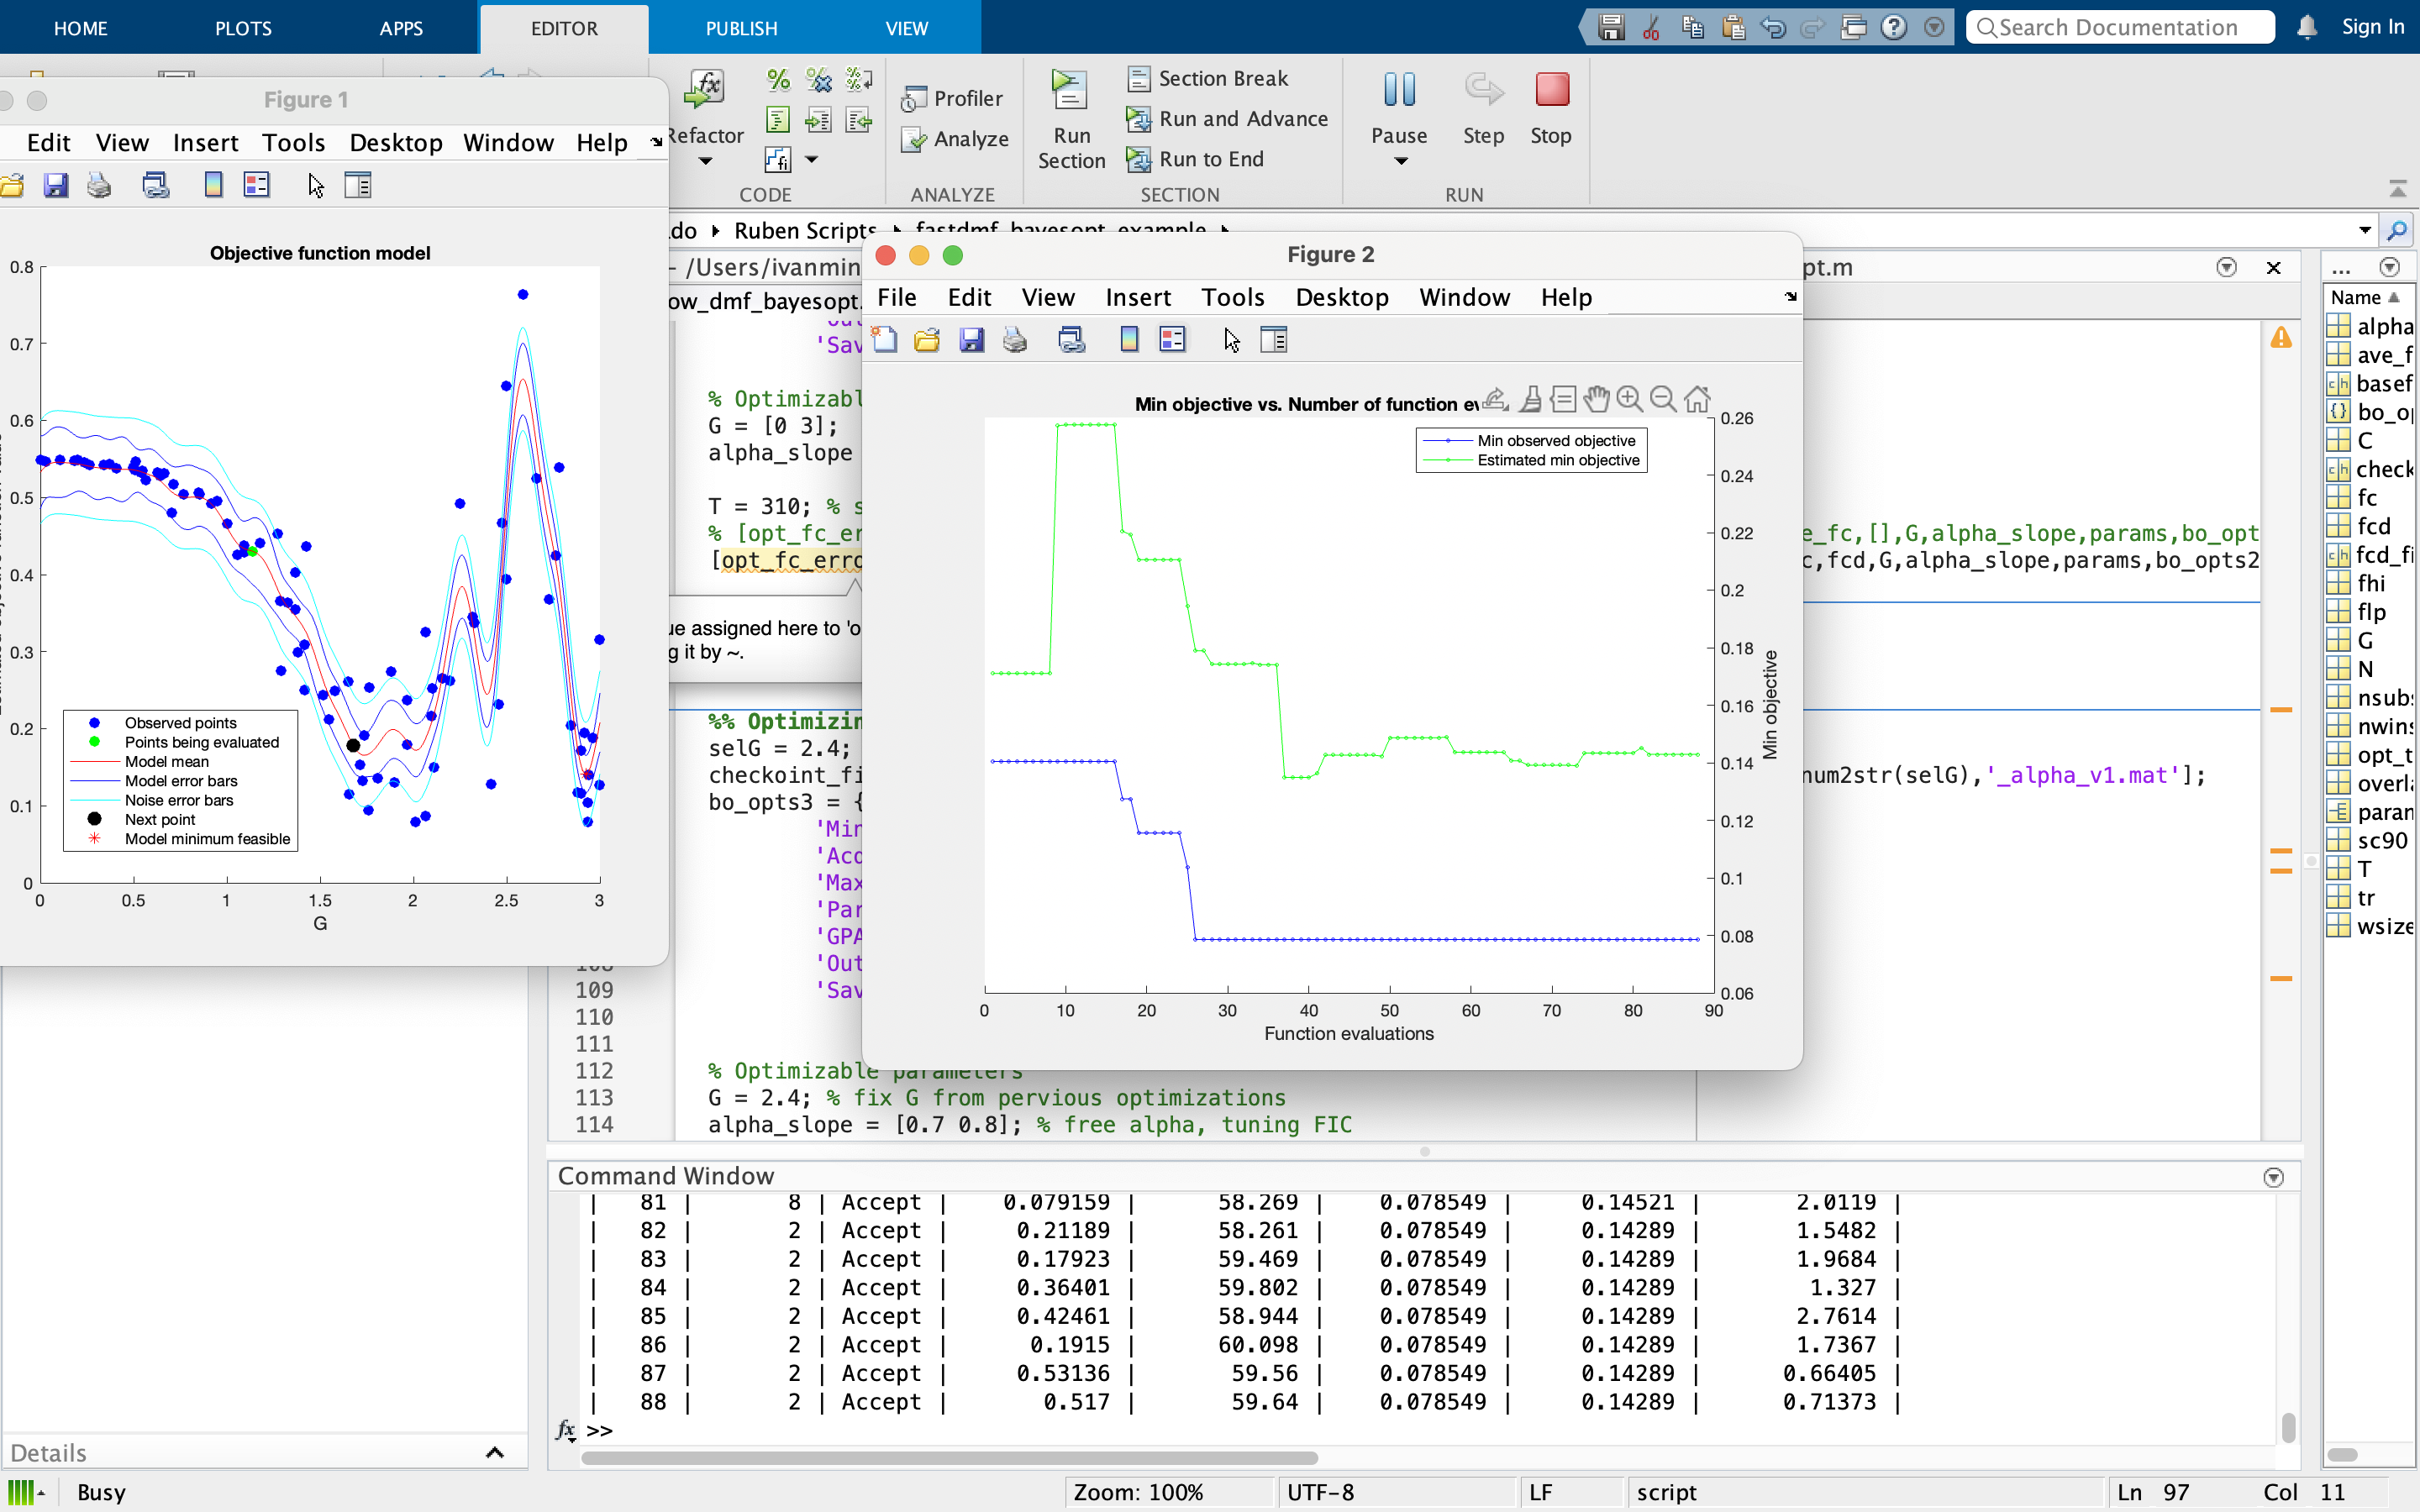 HOME PLOTS APPS EDITOR PUBLISH VIEW Search Documentation Sign In
Refactor
CODE
Profiler
Analyze
ANALYZE
Run Section
Section Break
Run and Advance
Run to End
SECTION
Pause Step Stop
RUN
Figure 1
Edit View Insert Tools Desktop Window Help
Objective function model
0.8
0.7
0.6
0.5
0.4
0.3
0.2
0.1
0
Observed points
Points being evaluated
Model mean
Model error bars
Noise error bars
Next point
Model minimum feasible
0 0.5 1 1.5 2 2.5 3
G
do ▸ Ruben Scripts ▸ fastdmf_bayesopt_example ▸
- /Users/ivanmin
pt.m
ow_dmf_bayesopt.
'Sav
% Optimizabl
G = [0 3];
alpha_slope
T = 310; % s
% [opt_fc_er
e_fc,[],G,alpha_slope,params,bo_opt
[opt_fc_erro
c,fcd,G,alpha_slope,params,bo_opts2
ue assigned here to 'o
g it by ~.
%% Optimizin
selG = 2.4;
checkoint_fi
num2str(selG),'_alpha_v1.mat'];
bo_opts3 = {
'Min
'Acq
'Max
'Par
'GPA
'Out
109 'Sav
110
111
112 % Optimizable parameters
113 G = 2.4; % fix G from pervious optimizations
114 alpha_slope = [0.7 0.8]; % free alpha, tuning FIC
Figure 2
File Edit View Insert Tools Desktop Window Help
Min objective vs. Number of function ev
Min observed objective
Estimated min objective
0.26
0.24
0.22
0.2
0.18
0.16
0.14
0.12
0.1
0.08
0.06
Min objective
0 10 20 30 40 50 60 70 80 90
Function evaluations
... Name
alpha
ave_f
basef
bo_op
C
check
fc
fcd
fcd_fi
fhi
flp
G
N
nsub
nwins
opt_t
overla
param
sc90
T
tr
wsize
Command Window
| 81 | 8 | Accept | 0.079159 | 58.269 | 0.078549 | 0.14521 | 2.0119 |
| 82 | 2 | Accept | 0.21189 | 58.261 | 0.078549 | 0.14289 | 1.5482 |
| 83 | 2 | Accept | 0.17923 | 59.469 | 0.078549 | 0.14289 | 1.9684 |
| 84 | 2 | Accept | 0.36401 | 59.802 | 0.078549 | 0.14289 | 1.327 |
| 85 | 2 | Accept | 0.42461 | 58.944 | 0.078549 | 0.14289 | 2.7614 |
| 86 | 2 | Accept | 0.1915 | 60.098 | 0.078549 | 0.14289 | 1.7367 |
| 87 | 2 | Accept | 0.53136 | 59.56 | 0.078549 | 0.14289 | 0.66405 |
| 88 | 2 | Accept | 0.517 | 59.64 | 0.078549 | 0.14289 | 0.71373 |
fx >>
Details
Busy Zoom: 100% UTF-8 LF script Ln 97 Col 11